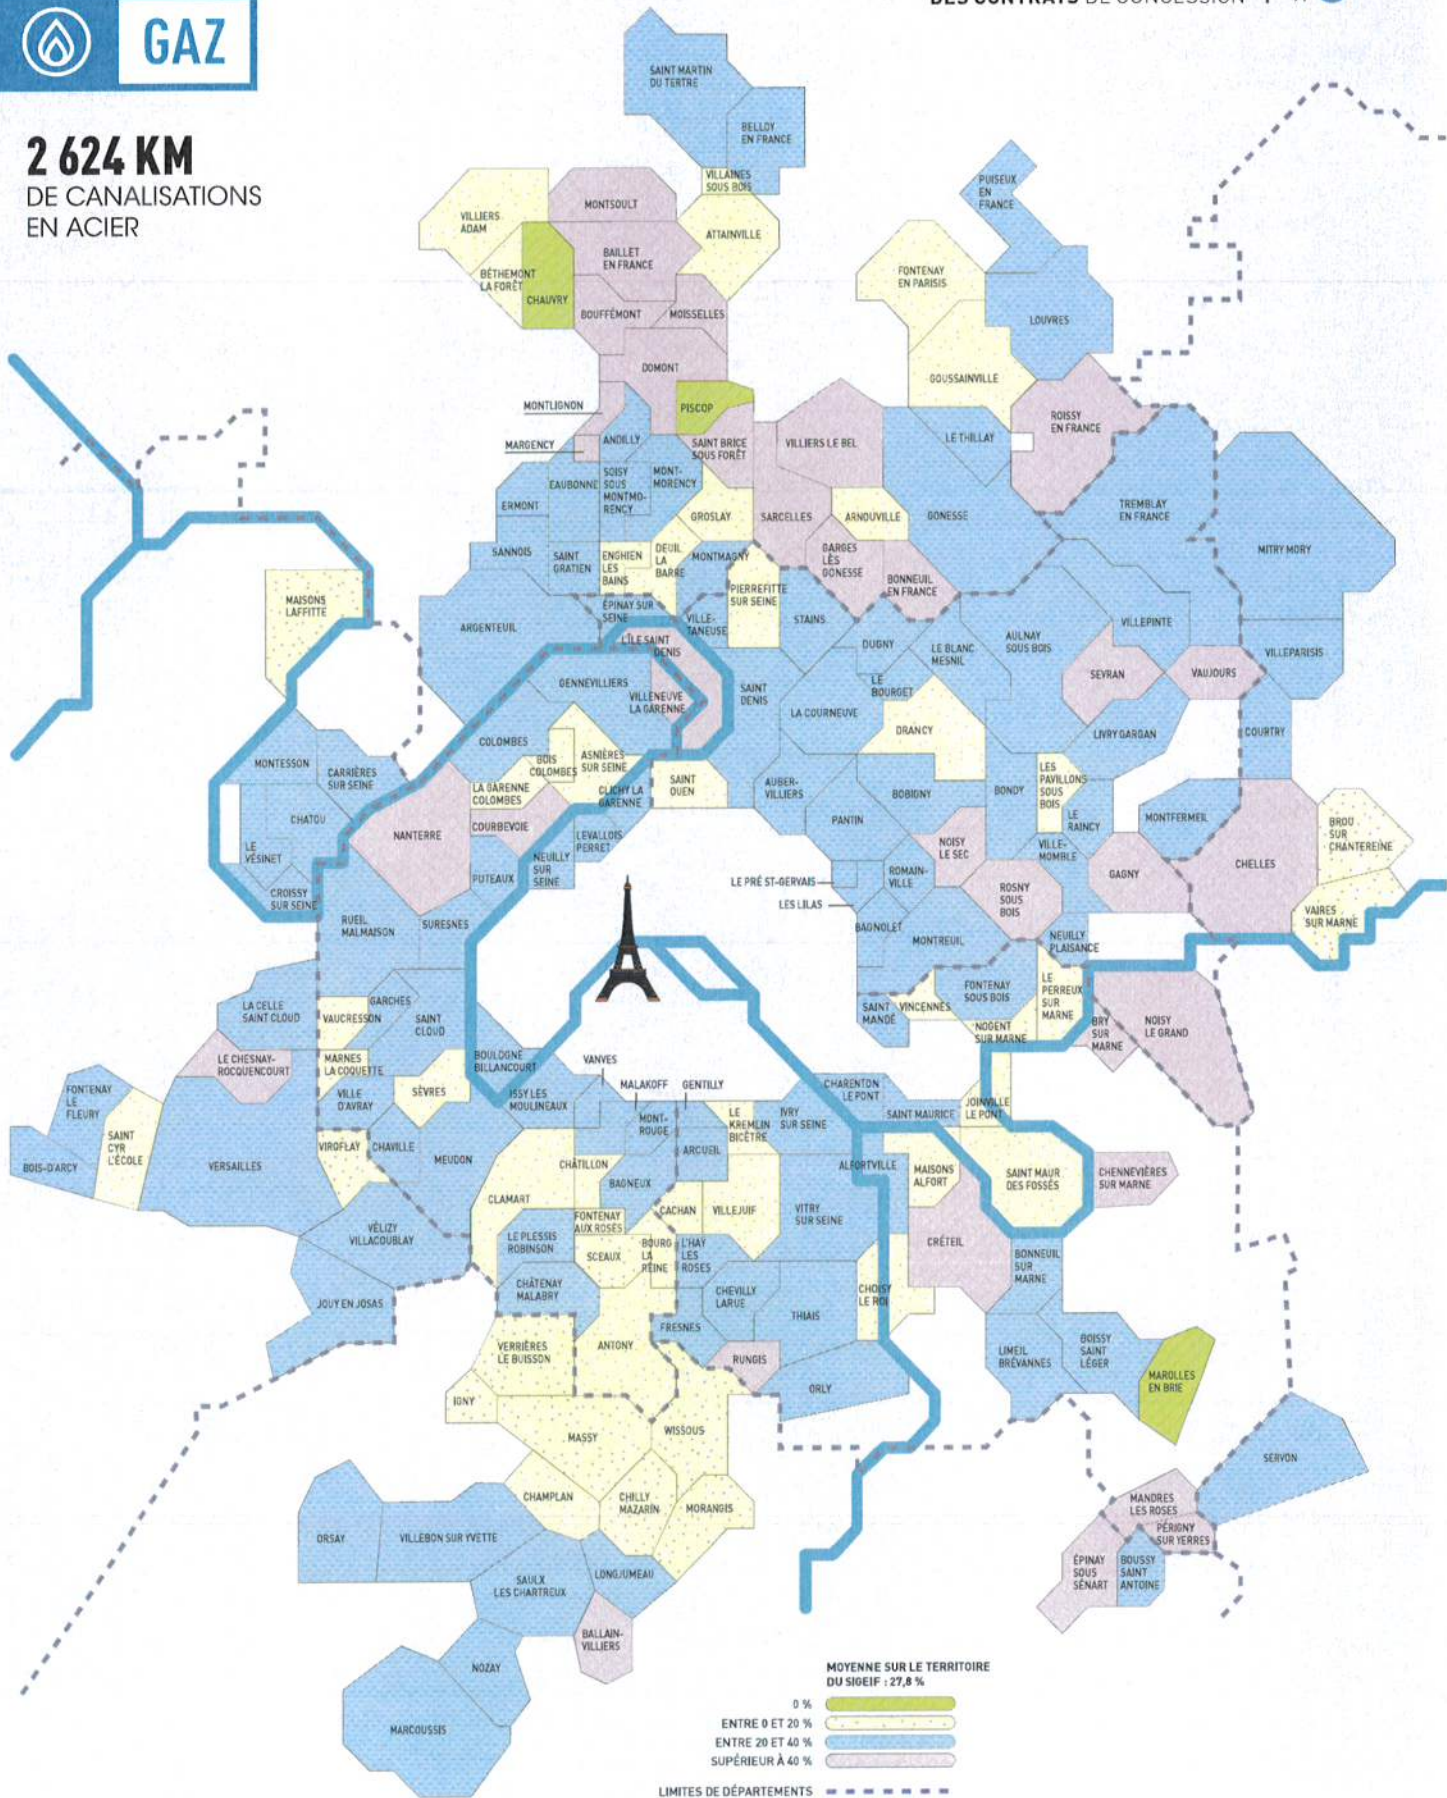 DES CONTRATS DE CONCESSION
GAZ
2 624 KM
DE CANALISATIONS
EN ACIER
SAINT MARTIN
DU TERTRE
BELLOY
EN FRANCE
VILLAINES
SOUS BOIS
PUISEUX
EN
FRANCE
MONTSOULT
VILLIERS
ADAM
ATTAINVILLE
BAILLET
EN FRANCE
BÉTHEMONT
LA FORÊT
CHAUVRY
FONTENAY
EN PARISIS
BOUFFÉMONT
MOISSELLES
LOUVRES
DOMONT
GOUSSAINVILLE
MONTLIGNON
PISCOP
ROISSY
EN FRANCE
MARGENCY
ANDILLY
SAINT BRICE
SOUS FORÊT
VILLIERS LE BEL
LE THILLAY
EAUBONNE
SOISY
SOUS
MONTMO-
RENCY
MONT-
MORENCY
ERMONT
GROSLAY
SARCELLES
ARNOUVILLE
GONESSE
TREMBLAY
EN FRANCE
MITRY MORY
SANNOIS
SAINT
GRATIEN
ENGHIEN
LES
BAINS
DEUIL
LA
BARRE
MONTMAGNY
GARGES
LÈS
GONESSE
BONNEUIL
EN FRANCE
PIERREFITTE
SUR SEINE
MAISONS
LAFFITTE
ARGENTEUIL
ÉPINAY SUR
SEINE
VILLE-
TANEUSE
STAINS
L'ÎLE SAINT
DENIS
DUGNY
LE BLANC
MESNIL
AULNAY
SOUS BOIS
VILLEPINTE
VILLEPARISIS
GENNEVILLIERS
VILLENEUVE
LA GARENNE
SAINT
DENIS
LE
BOURGET
SEVRAN
VAUJOURS
LA COURNEUVE
DRANCY
LIVRY GARGAN
COURTRY
COLOMBES
BOIS
COLOMBES
ASNIÈRES
SUR SEINE
MONTESSON
CARRIÈRES
SUR SEINE
LA GARENNE
COLOMBES
CLICHY LA
GARENNE
SAINT
OUEN
AUBER-
VILLIERS
BOBIGNY
BONDY
LES
PAVILLONS
SOUS
BOIS
CHATOU
NANTERRE
COURBEVOIE
LEVALLOIS
PERRET
PANTIN
LE
RAINCY
MONTFERMEIL
BROU
SUR
CHANTEREINE
LE
VÉSINET
NOISY
LE SEC
VILLE-
MOMBLE
CHELLES
CROISSY
SUR SEINE
PUTEAUX
NEUILLY
SUR
SEINE
LE PRÉ ST-GERVAIS
ROMAIN-
VILLE
ROSNY
SOUS
BOIS
GAGNY
LES LILAS
VAIRES
SUR MARNE
RUEIL
MALMAISON
SURESNES
BAGNOLET
MONTREUIL
NEUILLY
PLAISANCE
LA CELLE
SAINT CLOUD
GARCHES
VAUCRESSON
SAINT
CLOUD
SAINT
MANDÉ
VINCENNES
FONTENAY
SOUS BOIS
LE
PERREUX
SUR
MARNE
NOGENT
SUR MARNE
BRY
SUR
MARNE
NOISY
LE GRAND
LE CHESNAY-
ROCQUENCOURT
MARNES
LA COQUETTE
BOULOGNE
BILLANCOURT
VANVES
FONTENAY
LE
FLEURY
VILLE
D'AVRAY
SÈVRES
ISSY LES
MOULINEAUX
MALAKOFF
GENTILLY
CHARENTON
LE PONT
JOINVILLE
LE PONT
SAINT
CYR
L'ÉCOLE
MONT-
ROUGE
LE
KREMLIN
BICÊTRE
IVRY
SUR SEINE
SAINT MAURICE
BOIS-D'ARCY
VERSAILLES
VIROFLAY
CHAVILLE
MEUDON
CHÂTILLON
ARCUEIL
ALFORTVILLE
MAISONS
ALFORT
SAINT MAUR
DES FOSSÉS
CHENNEVIÈRES
SUR MARNE
BAGNEUX
CLAMART
FONTENAY
AUX ROSES
CACHAN
VILLEJUIF
VITRY
SUR SEINE
VÉLIZY
VILLACOUBLAY
LE PLESSIS
ROBINSON
SCEAUX
BOURG
LA
REINE
L'HAY
LES
ROSES
CRÉTEIL
BONNEUIL
SUR
MARNE
JOUY EN JOSAS
CHÂTENAY
MALABRY
CHEVILLY
LARUE
THIAIS
CHOISY
LE ROI
FRESNES
VERRIÈRES
LE BUISSON
ANTONY
RUNGIS
ORLY
LIMEIL
BRÉVANNES
BOISSY
SAINT
LÉGER
MAROLLES
EN BRIE
IGNY
MASSY
WISSOUS
SERVON
CHAMPLAN
CHILLY
MAZARIN
MORANGIS
MANDRES
LES ROSES
PÉRIGNY
SUR YERRES
ORSAY
VILLEBON SUR YVETTE
ÉPINAY
SOUS
SÉNART
BOUSSY
SAINT
ANTOINE
SAULX
LES CHARTREUX
LONGJUMEAU
BALLAIN-
VILLIERS
NOZAY
MARCOUSSIS
MOYENNE SUR LE TERRITOIRE
DU SIGEIF : 27,8 %
0 %
ENTRE 0 ET 20 %
ENTRE 20 ET 40 %
SUPÉRIEUR À 40 %
LIMITES DE DÉPARTEMENTS